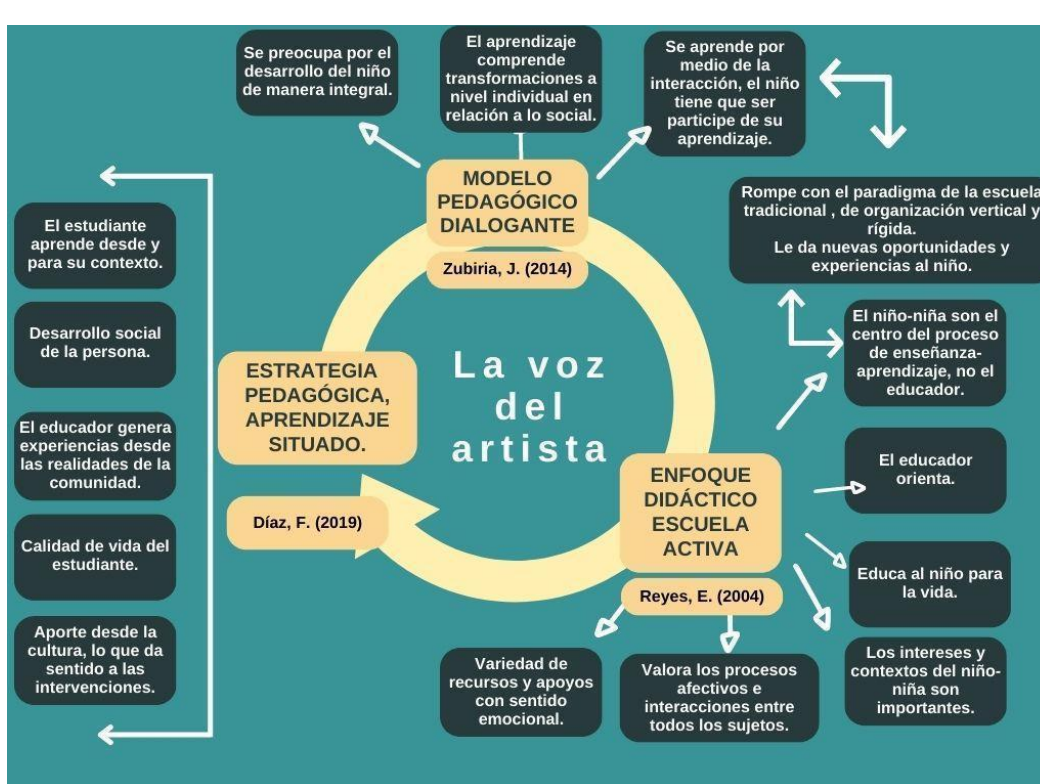 Se preocupa por el
desarrollo del niño
de manera integral.
El aprendizaje
comprende
transformaciones a
nivel individual en
relación a lo social.
Se aprende por
medio de la
interacción, el niño
tiene que ser
participe de su
aprendizaje.
MODELO
PEDAGÓGICO
DIALOGANTE
Zubiria, J. (2014)
Rompe con el paradigma de la escuela
tradicional , de organización vertical y
rígida.
Le da nuevas oportunidades y
experiencias al niño.
El estudiante
aprende desde y
para su contexto.
Desarrollo social
de la persona.
El educador genera
experiencias desde
las realidades de la
comunidad.
Calidad de vida del
estudiante.
Aporte desde la
cultura, lo que da
sentido a las
intervenciones.
ESTRATEGIA
PEDAGÓGICA,
APRENDIZAJE
SITUADO.
Díaz, F. (2019)
La voz
del
artista
ENFOQUE
DIDÁCTICO
ESCUELA
ACTIVA
Reyes, E. (2004)
El niño-niña son el
centro del proceso
de enseñanza-
aprendizaje, no el
educador.
El educador
orienta.
Educa al niño para
la vida.
Los intereses y
contextos del niño-
niña son
importantes.
Variedad de
recursos y apoyos
con sentido
emocional.
Valora los procesos
afectivos e
interacciones entre
todos los sujetos.